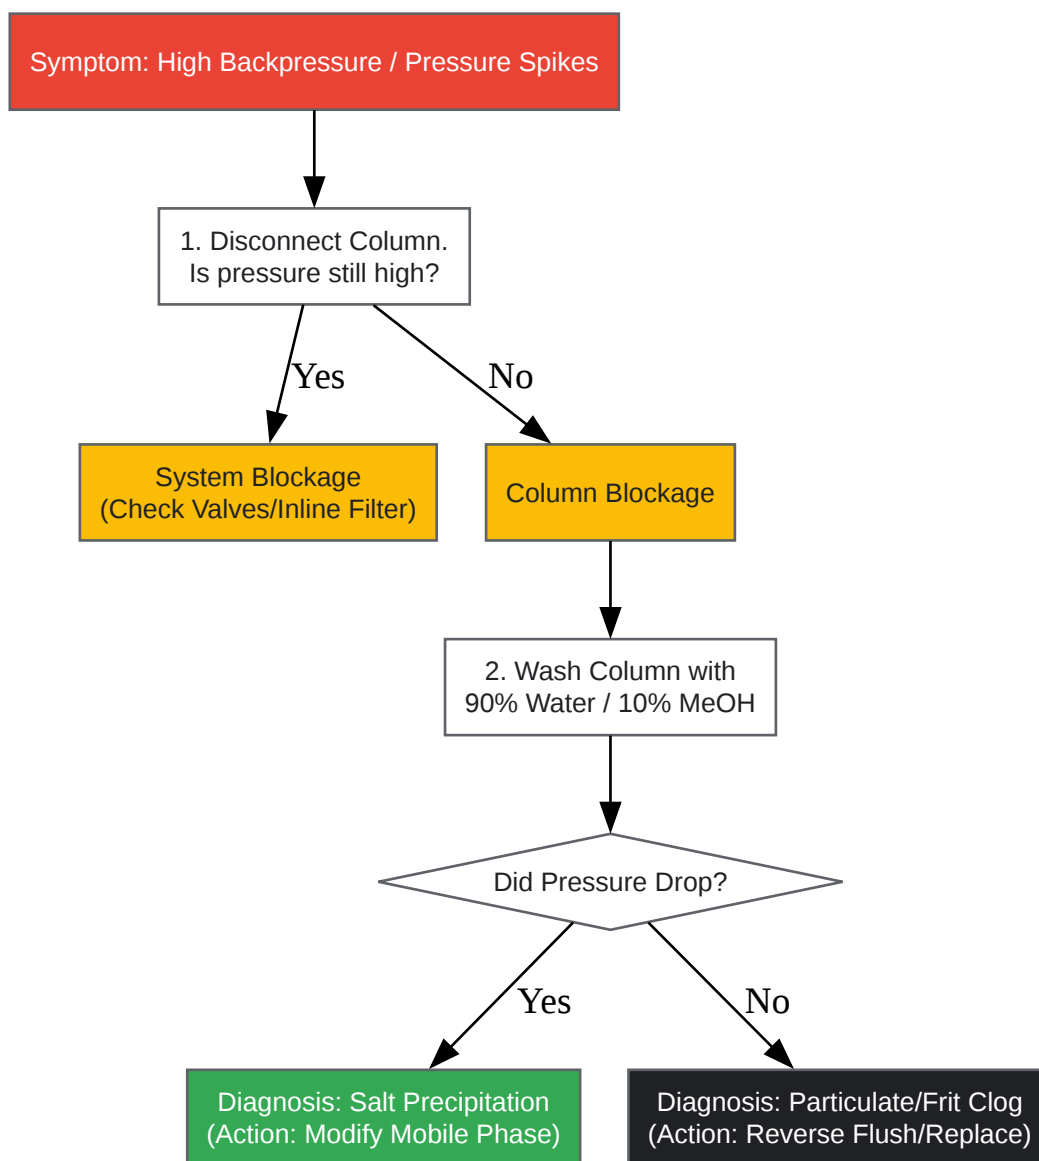 Symptom: High Backpressure / Pressure Spikes
1. Disconnect Column.
Is pressure still high?
Yes
No
System Blockage
(Check Valves/Inline Filter)
Column Blockage
2. Wash Column with
90% Water / 10% MeOH
Did Pressure Drop?
Yes
No
Diagnosis: Salt Precipitation
(Action: Modify Mobile Phase)
Diagnosis: Particulate/Frit Clog
(Action: Reverse Flush/Replace)